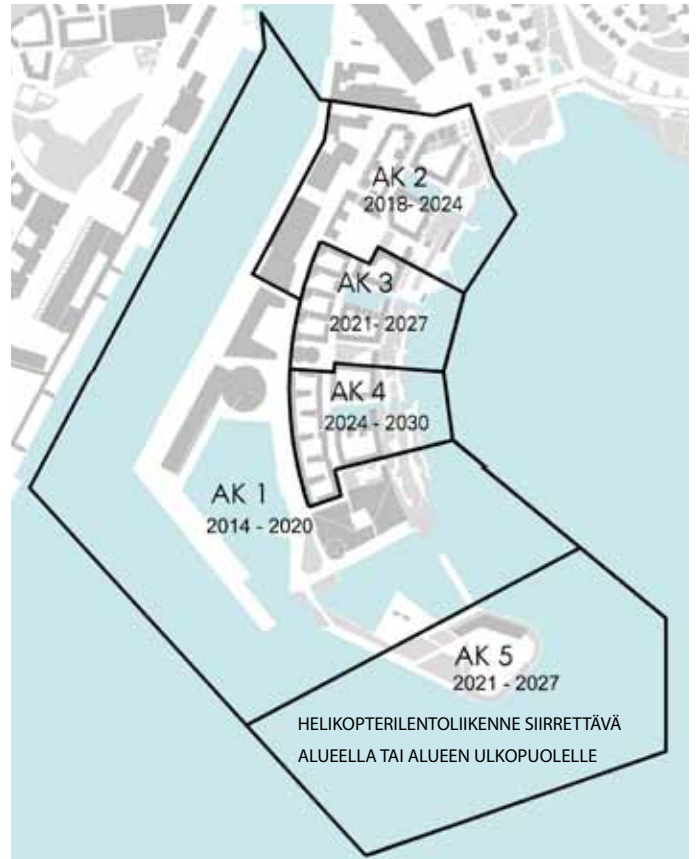 AK 2
2018- 2024
AK 3
2021- 2027
AK 4
2024 - 2030
AK 1
2014 - 2020
AK 5
2021 - 2027
HELIKOPTERILENTOLIIKENNE SIIRRETTÄVÄ
ALUEELLA TAI ALUEEN ULKOPUOLELLE